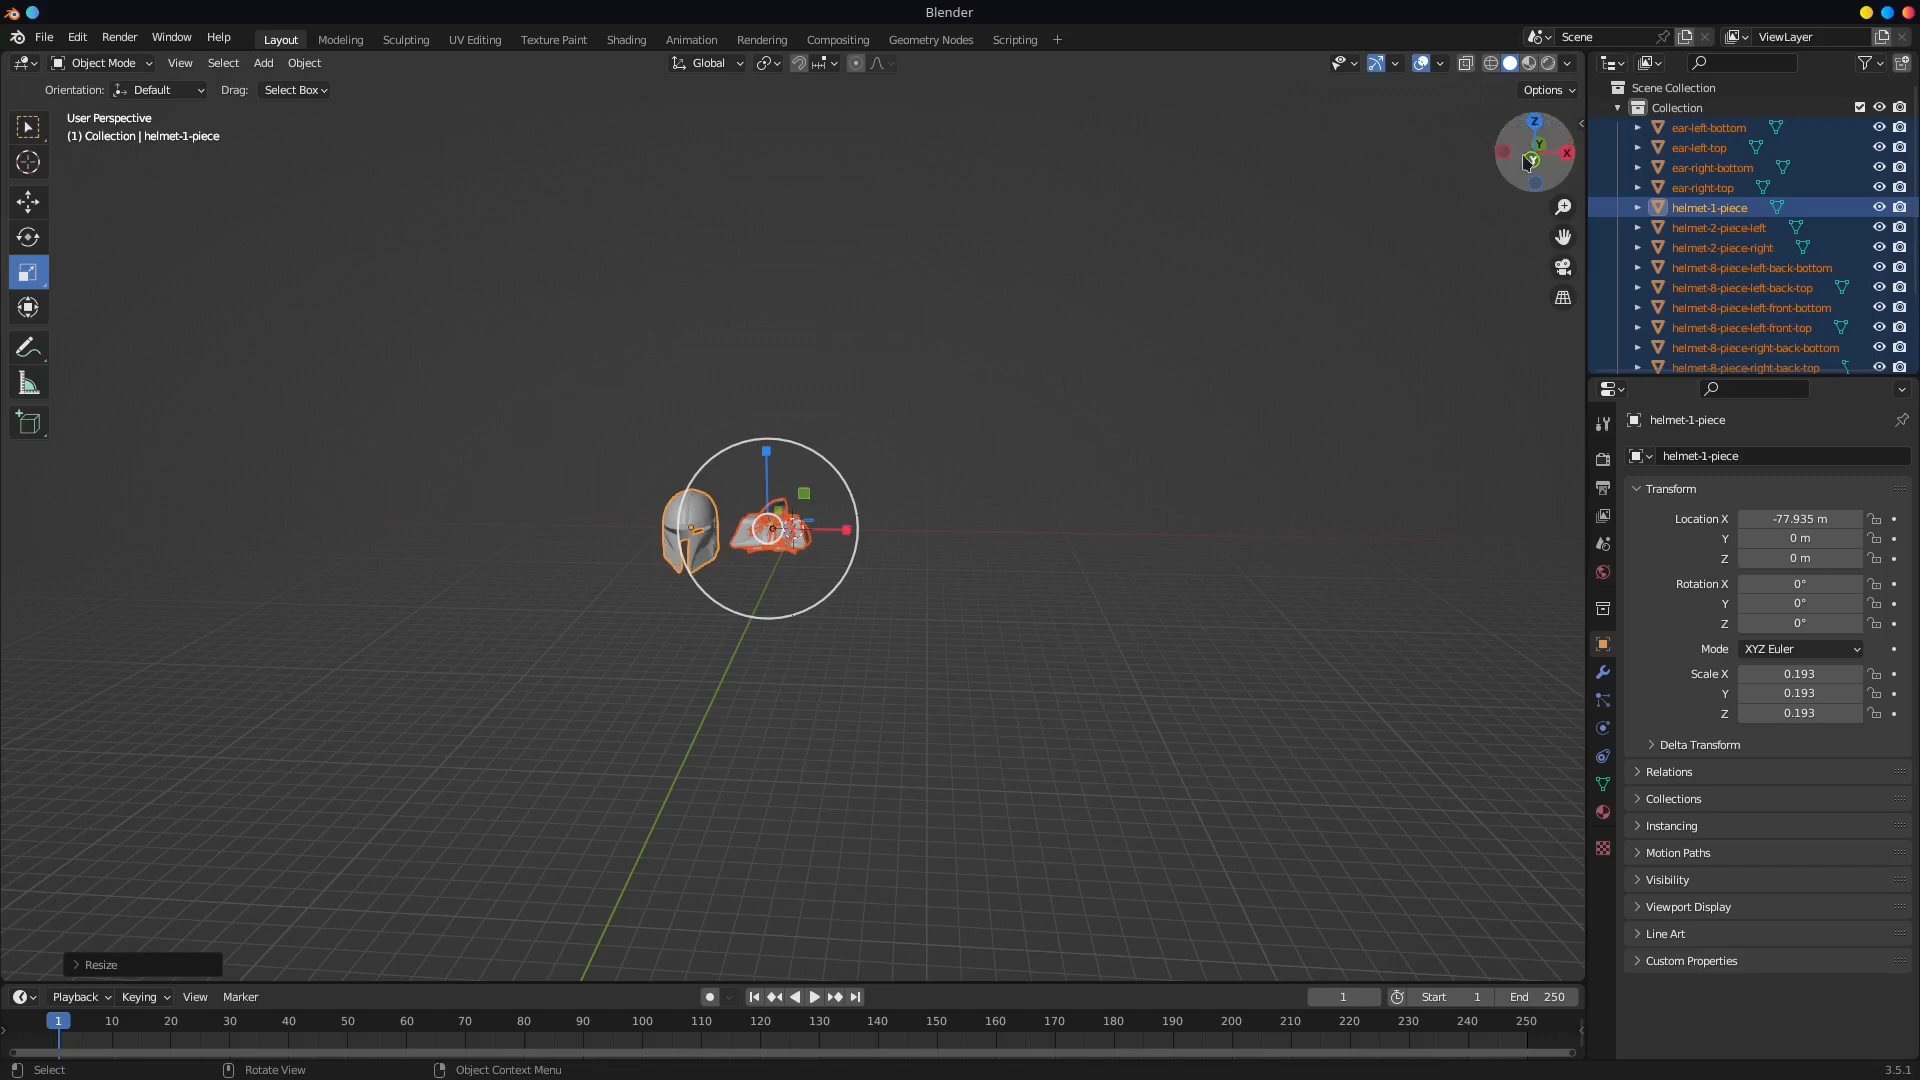 Blender
File Edit Render Window Help
Layout Modeling Sculpting UV Editing Texture Paint Shading Animation Rendering Compositing Geometry Nodes Scripting +
Scene
ViewLayer
Object Mode View Select Add Object
Global
Orientation: Default Drag: Select Box
Options
User Perspective
(1) Collection | helmet-1-piece
Z
Y
Y
X
Scene Collection
Collection
ear-left-bottom
ear-left-top
ear-right-bottom
ear-right-top
helmet-1-piece
helmet-2-piece-left
helmet-2-piece-right
helmet-8-piece-left-back-bottom
helmet-8-piece-left-back-top
helmet-8-piece-left-front-bottom
helmet-8-piece-left-front-top
helmet-8-piece-right-back-bottom
helmet-8-piece-right-back-top
helmet-1-piece
helmet-1-piece
Transform
Location X -77.935 m
Y 0 m
Z 0 m
Rotation X 0°
Y 0°
Z 0°
Mode XYZ Euler
Scale X 0.193
Y 0.193
Z 0.193
Delta Transform
Relations
Collections
Instancing
Motion Paths
Visibility
Viewport Display
Line Art
Custom Properties
Resize
Playback Keying View Marker
1 Start 1 End 250
1 10 20 30 40 50 60 70 80 90 100 110 120 130 140 150 160 170 180 190 200 210 220 230 240 250
Select Rotate View Object Context Menu
3.5.1